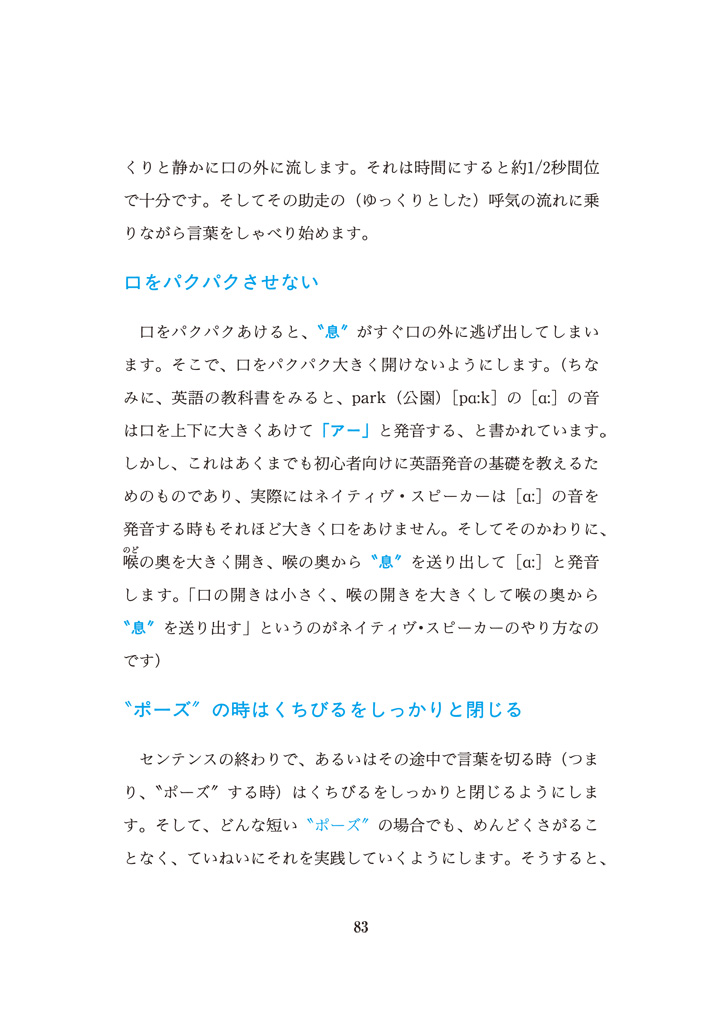 くりと静かに口の外に流します。それは時間にすると約1/2秒間位
で十分です。そしてその助走の（ゆっくりとした）呼気の流れに乗
りながら言葉をしゃべり始めます。
口をパクパクさせない
　口をパクパクあけると、〝息〟がすぐ口の外に逃げ出してしまい
ます。そこで、口をパクパク大きく開けないようにします。（ちな
みに、英語の教科書をみると、park（公園）［pɑ:k］の［ɑ:］の音
は口を上下に大きくあけて「アー」と発音する、と書かれています。
しかし、これはあくまでも初心者向けに英語発音の基礎を教えるた
めのものであり、実際にはネイティヴ・スピーカーは［ɑ:］の音を
発音する時もそれほど大きく口をあけません。そしてそのかわりに、
のど
喉の奥を大きく開き、喉の奥から〝息〟を送り出して［ɑ:］と発音
します。「口の開きは小さく、喉の開きを大きくして喉の奥から
〝息〟を送り出す」というのがネイティヴ・スピーカーのやり方なの
です）
〝ポーズ〟の時はくちびるをしっかりと閉じる
　センテンスの終わりで、あるいはその途中で言葉を切る時（つま
り、〝ポーズ〟する時）はくちびるをしっかりと閉じるようにしま
す。そして、どんな短い〝ポーズ〟の場合でも、めんどくさがるこ
となく、ていねいにそれを実践していくようにします。そうすると、
83